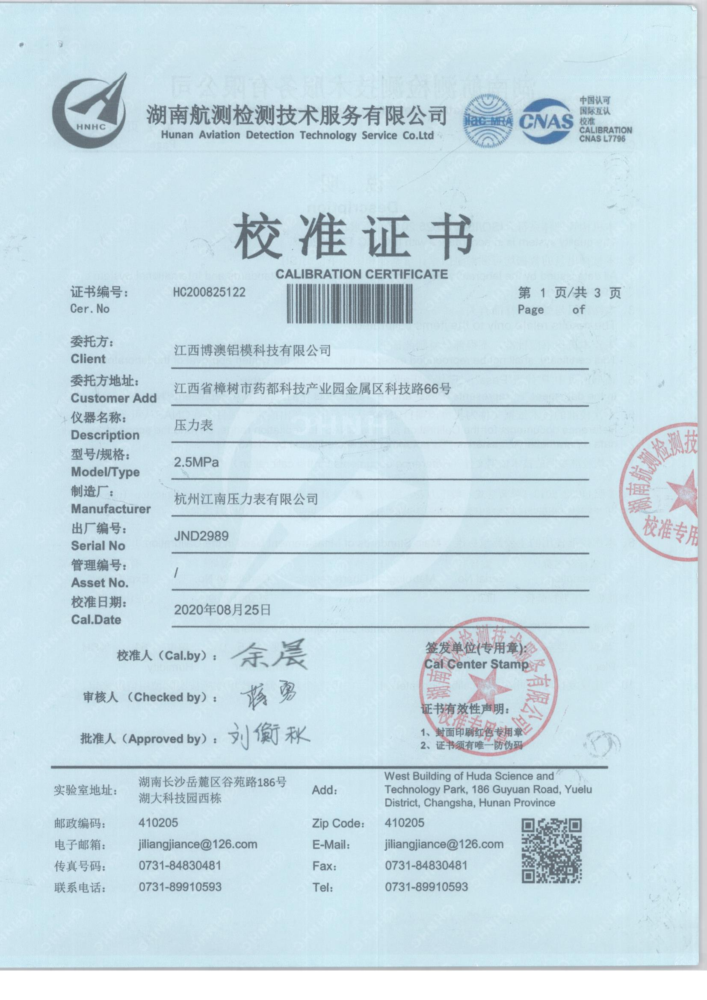 HNHC
湖南航测检测技术服务有限公司
Hunan Aviation Detection Technology Service Co.Ltd
ilac-MRA
CNAS
中国认可
国际互认
校准
CALIBRATION
CNAS L7796
校准证书
CALIBRATION CERTIFICATE
证书编号: HC200825122 第 1 页/共 3 页
Cer.No Page of
委托方:
Client 江西博澳铝模科技有限公司
委托方地址:
Customer Add 江西省樟树市药都科技产业园金属区科技路66号
仪器名称:
Description 压力表
型号/规格:
Model/Type 2.5MPa
制造厂:
Manufacturer 杭州江南压力表有限公司
出厂编号:
Serial No JND2989
管理编号:
Asset No. /
校准日期:
Cal.Date 2020年08月25日
湖南航测检测技
校准专用
校准人（Cal.by）: 余晨
审核人（Checked by）: 蒋勇
批准人（Approved by）: 刘衡秋
签发单位(专用章):
Cal Center Stamp
湖南航测检测技术服务有限公司
校准专用章
证书有效性声明:
1、封面印刷红色专用章
2、证书须有唯一防伪码
实验室地址: 湖南长沙岳麓区谷苑路186号
湖大科技园西栋
Add: West Building of Huda Science and
Technology Park, 186 Guyuan Road, Yuelu
District, Changsha, Hunan Province
邮政编码: 410205 Zip Code: 410205
电子邮箱: jiliangjiance@126.com E-Mail: jiliangjiance@126.com
传真号码: 0731-84830481 Fax: 0731-84830481
联系电话: 0731-89910593 Tel: 0731-89910593